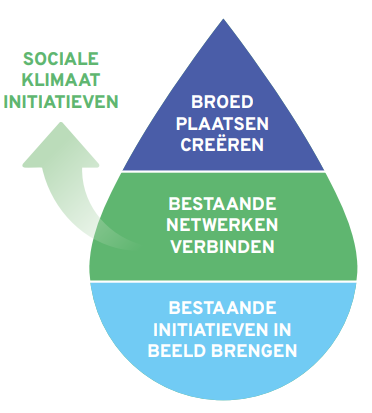 SOCIALE
KLIMAAT
INITIATIEVEN
BROED
PLAATSEN
CREËREN
BESTAANDE
NETWERKEN
VERBINDEN
BESTAANDE
INITIATIEVEN IN
BEELD BRENGEN